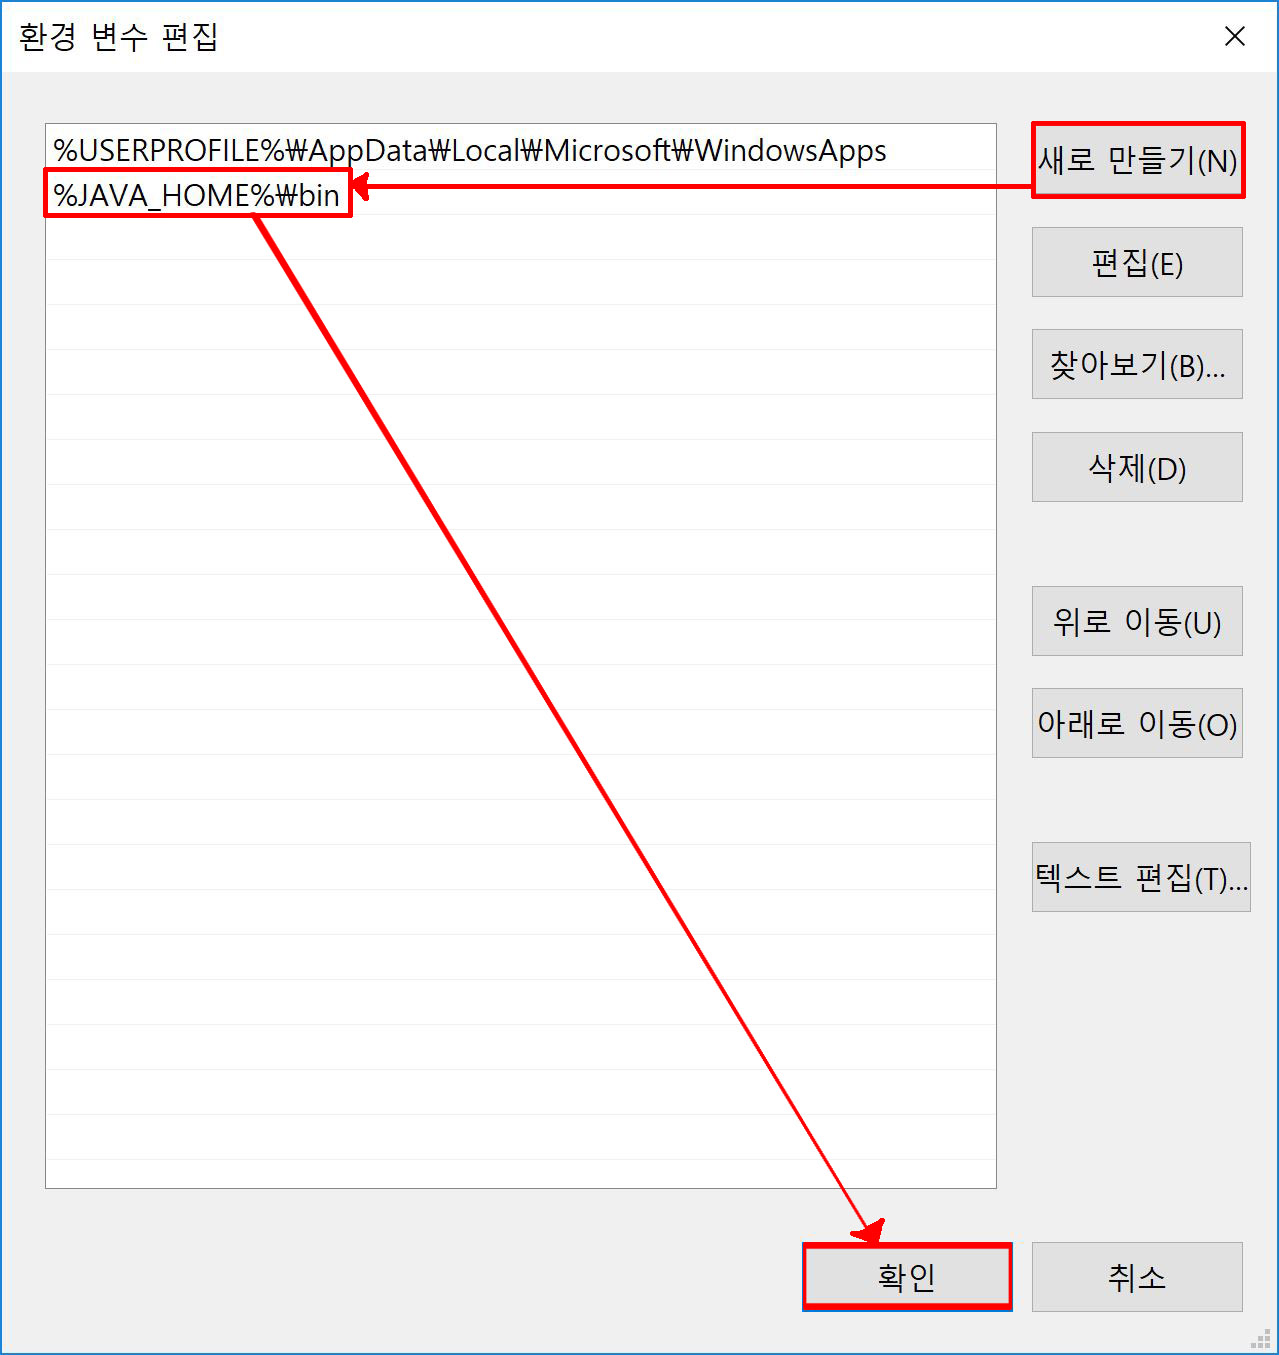 환경 변수 편집
%USERPROFILE%₩AppData₩Local₩Microsoft₩WindowsApps
%JAVA_HOME%₩bin
새로 만들기(N)
편집(E)
찾아보기(B)...
삭제(D)
위로 이동(U)
아래로 이동(O)
텍스트 편집(T)...
확인
취소